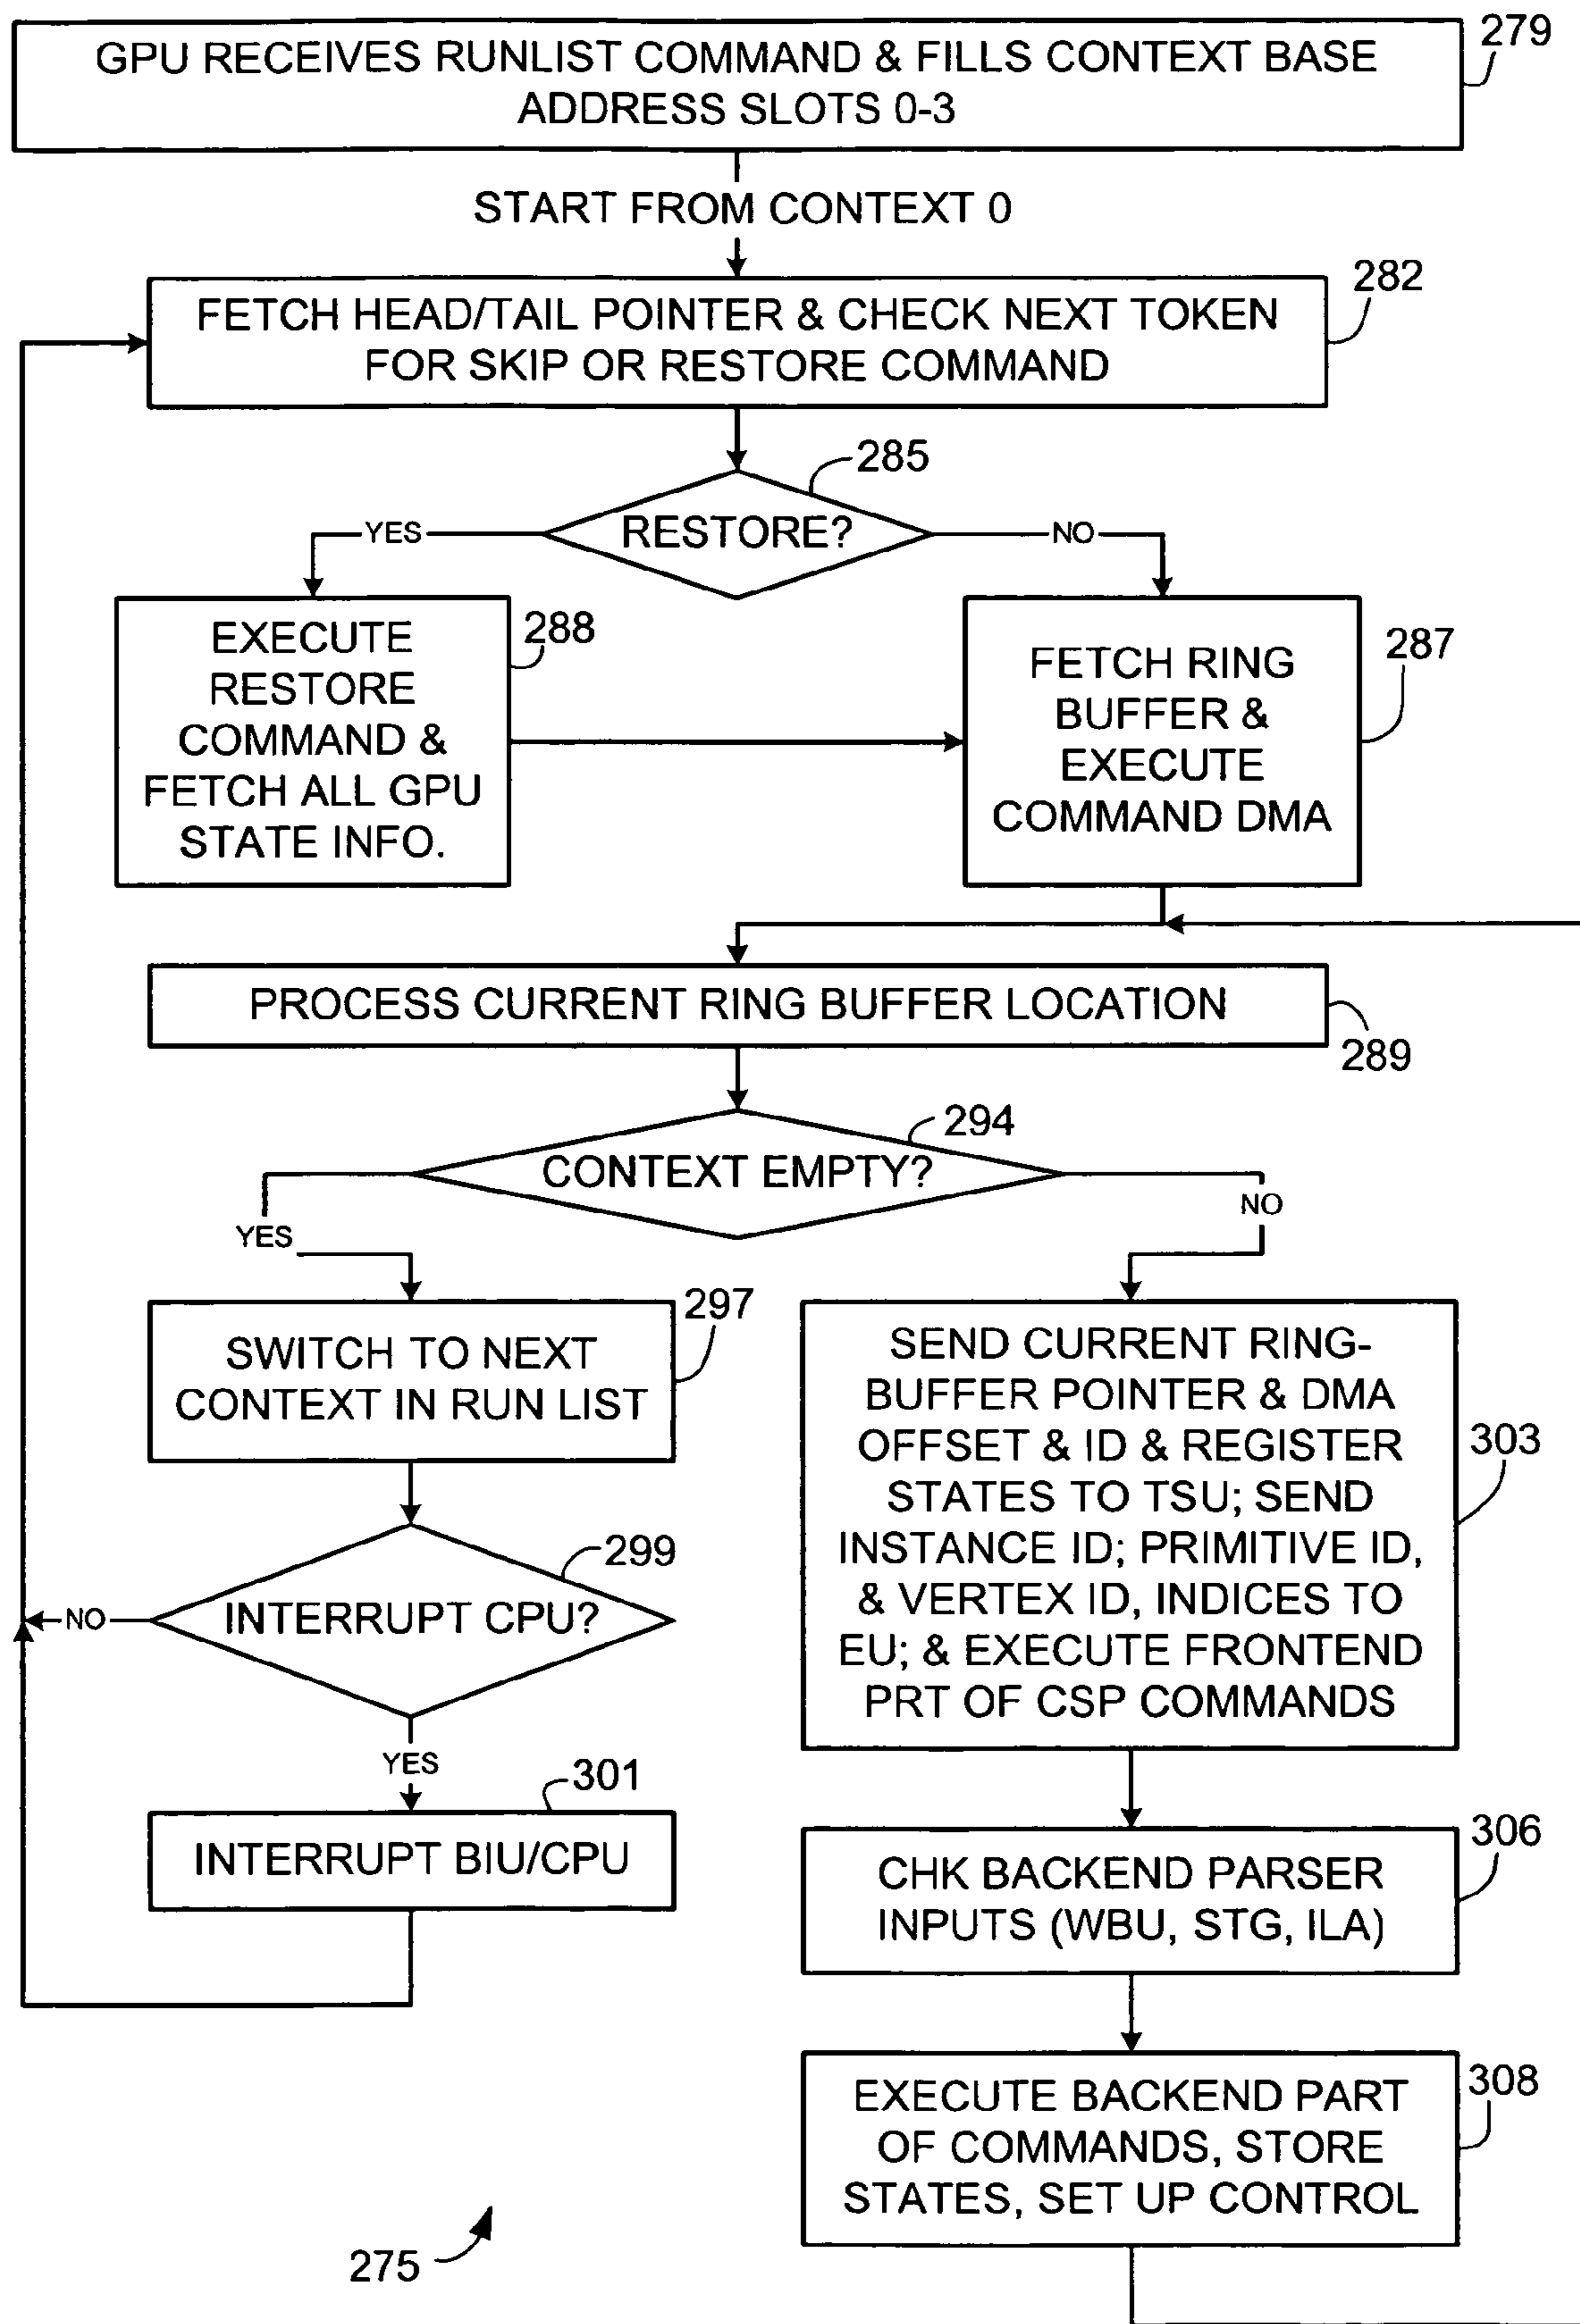 GPU RECEIVES RUNLIST COMMAND & FILLS CONTEXT BASE
ADDRESS SLOTS 0-3
279
START FROM CONTEXT 0
FETCH HEAD/TAIL POINTER & CHECK NEXT TOKEN
FOR SKIP OR RESTORE COMMAND
282
RESTORE?
285
YES
NO
EXECUTE
RESTORE
COMMAND &
FETCH ALL GPU
STATE INFO.
288
FETCH RING
BUFFER &
EXECUTE
COMMAND DMA
287
PROCESS CURRENT RING BUFFER LOCATION
289
CONTEXT EMPTY?
294
YES
NO
SWITCH TO NEXT
CONTEXT IN RUN LIST
297
INTERRUPT CPU?
299
NO
YES
INTERRUPT BIU/CPU
301
SEND CURRENT RING-
BUFFER POINTER & DMA
OFFSET & ID & REGISTER
STATES TO TSU; SEND
INSTANCE ID; PRIMITIVE ID,
& VERTEX ID, INDICES TO
EU; & EXECUTE FRONTEND
PRT OF CSP COMMANDS
303
CHK BACKEND PARSER
INPUTS (WBU, STG, ILA)
306
EXECUTE BACKEND PART
OF COMMANDS, STORE
STATES, SET UP CONTROL
308
275